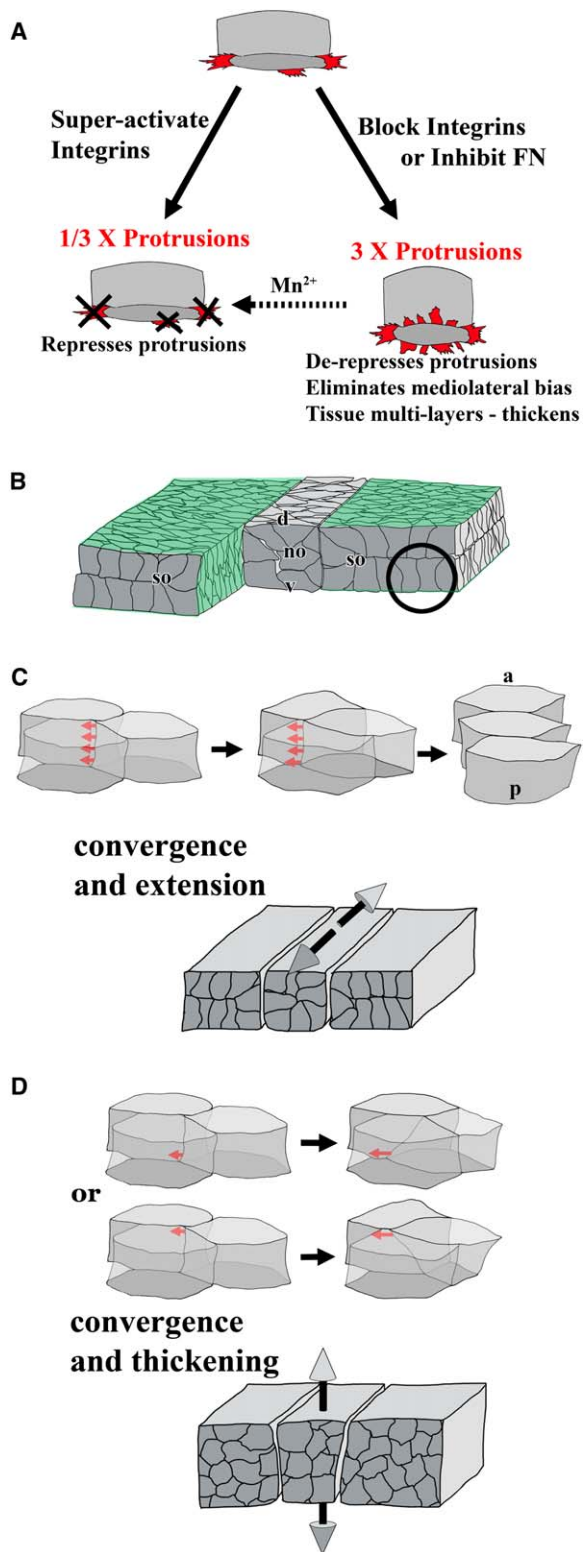 A
Super-activate
Integrins
Block Integrins
or Inhibit FN
1/3 X Protrusions
3 X Protrusions
Mn²⁺
Represses protrusions
De-represses protrusions
Eliminates mediolateral bias
Tissue multi-layers - thickens
B
d
no
so
so
v
C
a
p
convergence
and extension
D
or
convergence
and thickening